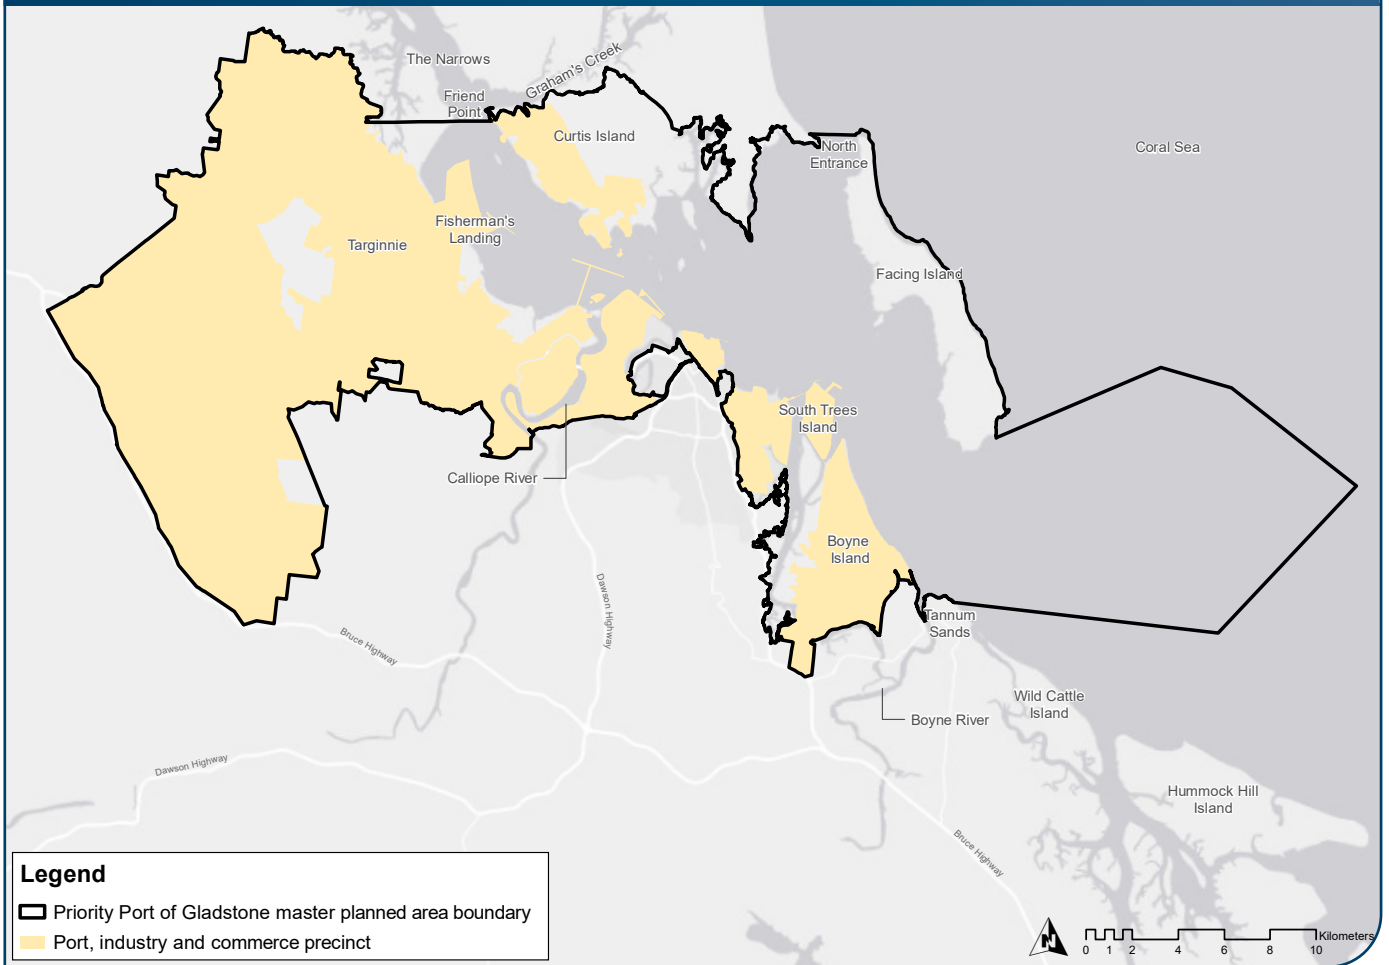 The Narrows
Graham's Creek
Friend
Point
Curtis Island
North
Entrance
Coral Sea
Fisherman's
Landing
Targinnie
Facing Island
South Trees
Island
Calliope River
Boyne
Island
Dawson Highway
Tannum
Sands
Bruce Highway
Wild Cattle
Island
Boyne River
Dawson Highway
Hummock Hill
Island
Bruce Highway
Legend
Priority Port of Gladstone master planned area boundary
Port, industry and commerce precinct
N
Kilometers
0 1 2 4 6 8 10